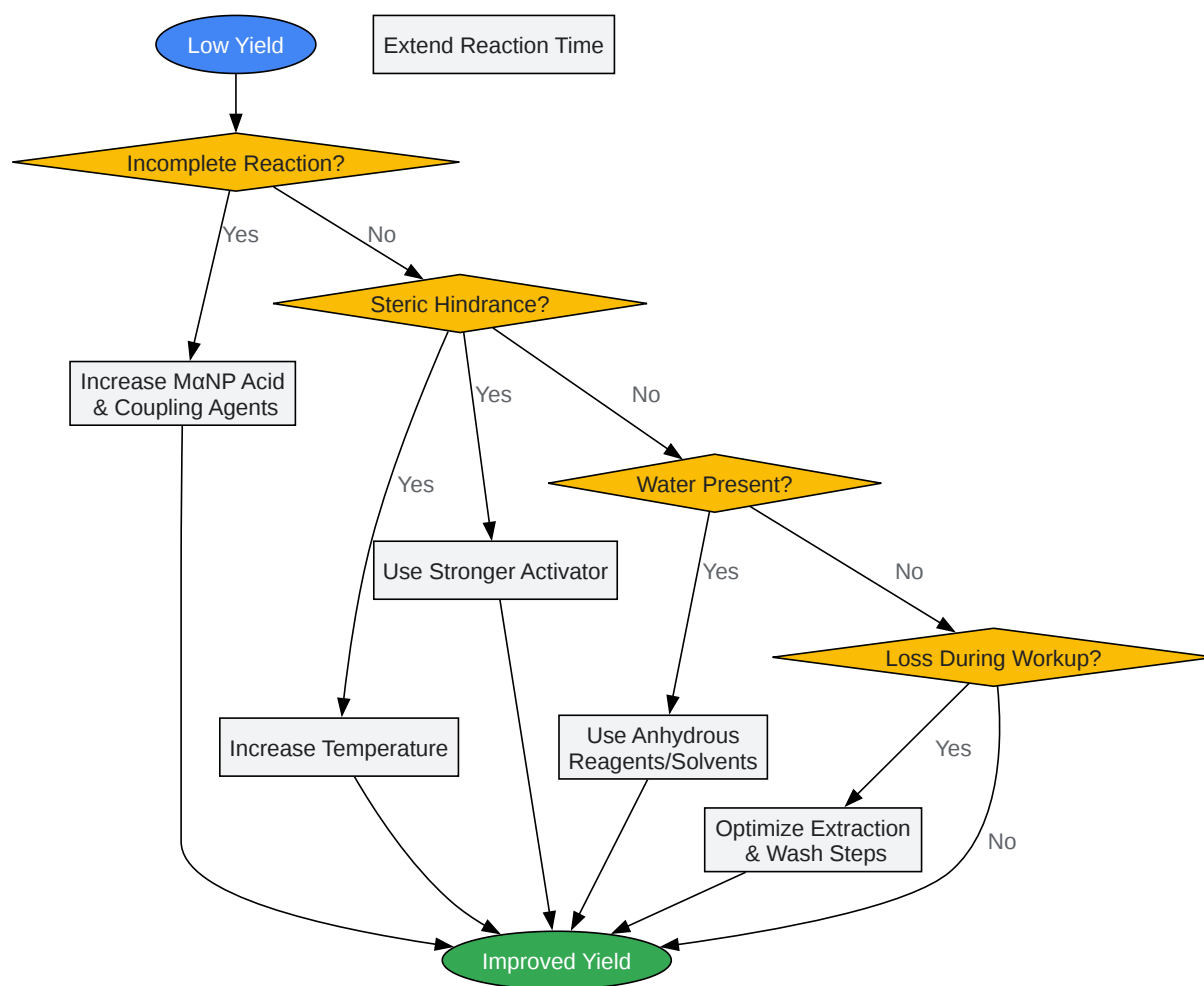 Low Yield
Extend Reaction Time
Incomplete Reaction?
Yes
No
Steric Hindrance?
Increase MαNP Acid
& Coupling Agents
Yes
No
Yes
Water Present?
Use Stronger Activator
Yes
No
Loss During Workup?
Increase Temperature
Use Anhydrous
Reagents/Solvents
Yes
Optimize Extraction
& Wash Steps
No
Improved Yield